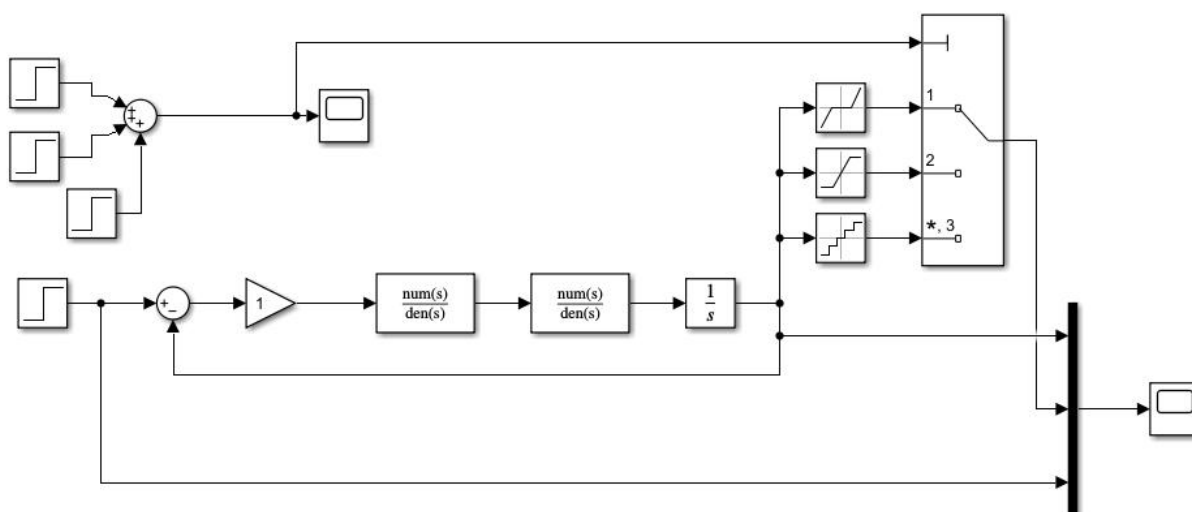 +
+
+
1
2
*, 3
+
−
1
num(s)
den(s)
num(s)
den(s)
1
s